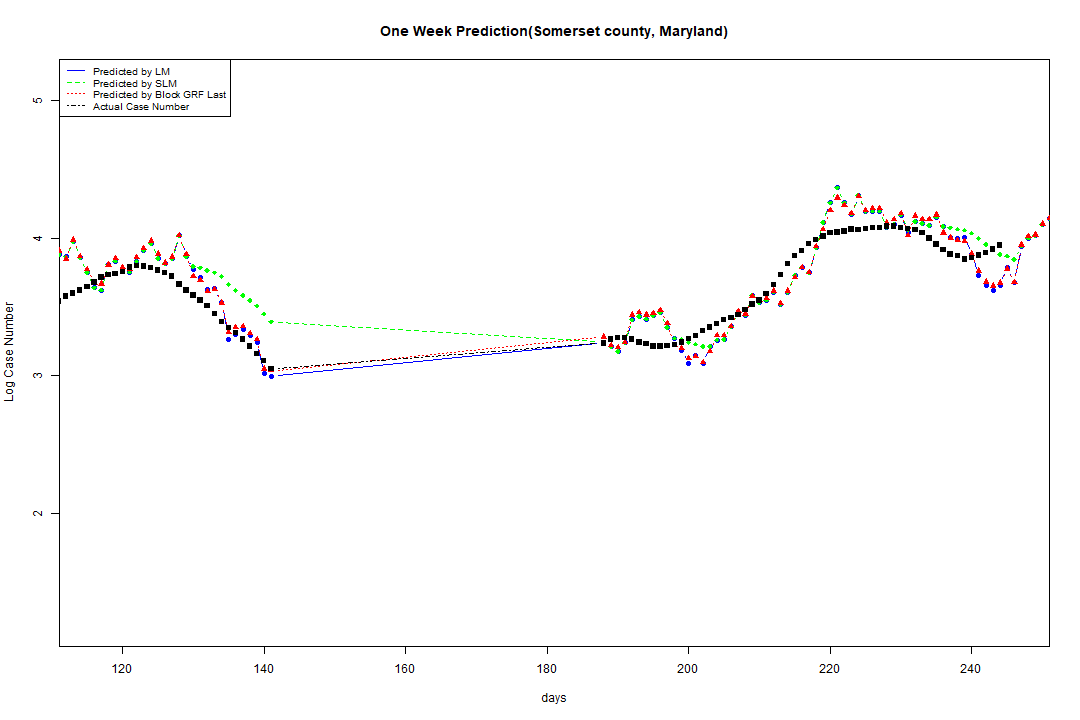 One Week Prediction(Somerset county, Maryland)
Predicted by LM
Predicted by SLM
Predicted by Block GRF Last
Actual Case Number
5
4
3
2
Log Case Number
120 140 160 180 200 220 240
days